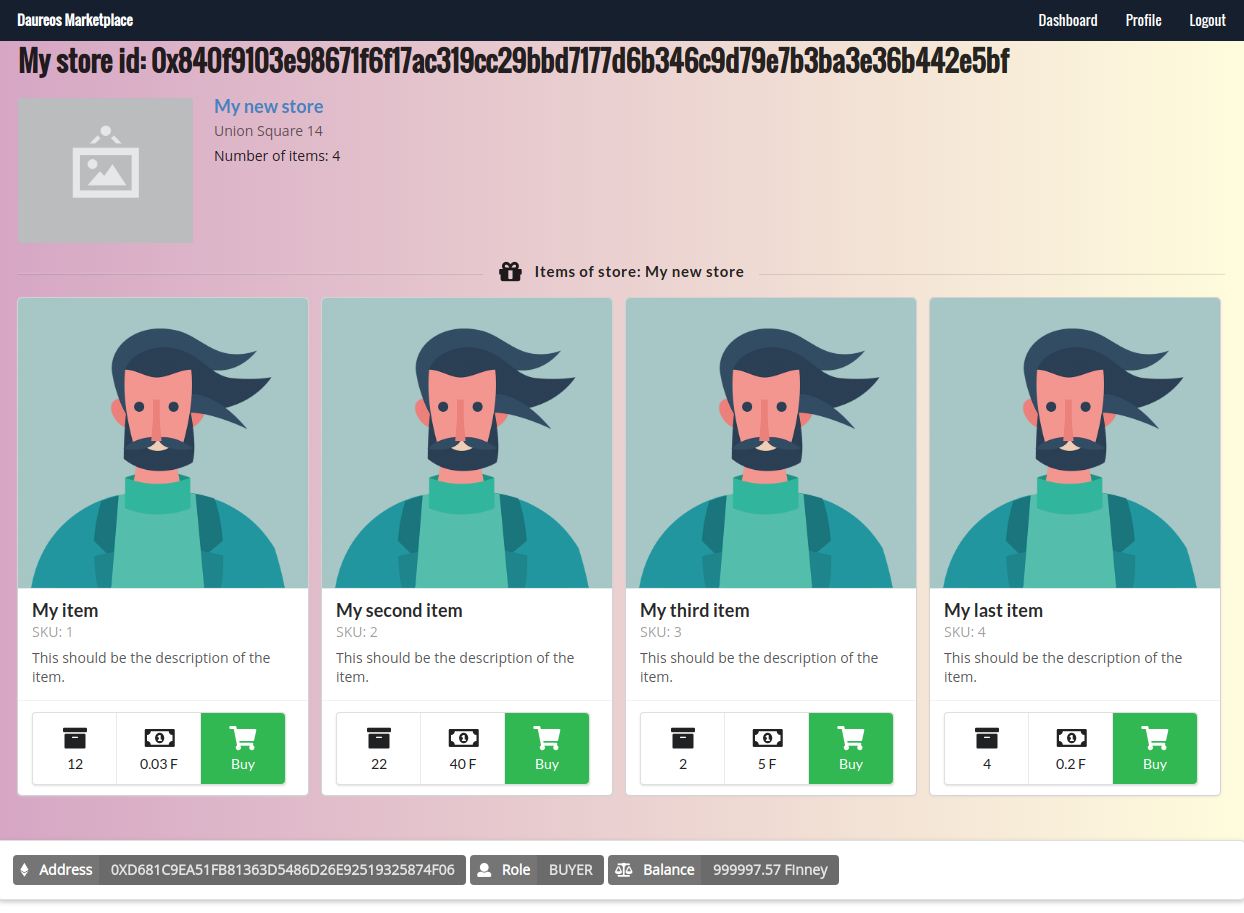 Daureos Marketplace
Dashboard Profile Logout
My store id: 0x840f9103e98671f6f17ac319cc29bbd7177d6b346c9d79e7b3ba3e36b442e5bf
My new store
Union Square 14
Number of items: 4
Items of store: My new store
My item
SKU: 1
This should be the description of the
item.
12 0.03 F Buy
My second item
SKU: 2
This should be the description of the
item.
22 40 F Buy
My third item
SKU: 3
This should be the description of the
item.
2 5 F Buy
My last item
SKU: 4
This should be the description of the
item.
4 0.2 F Buy
Address 0XD681C9EA51FB81363D5486D26E92519325874F06 Role BUYER Balance 999997.57 Finney